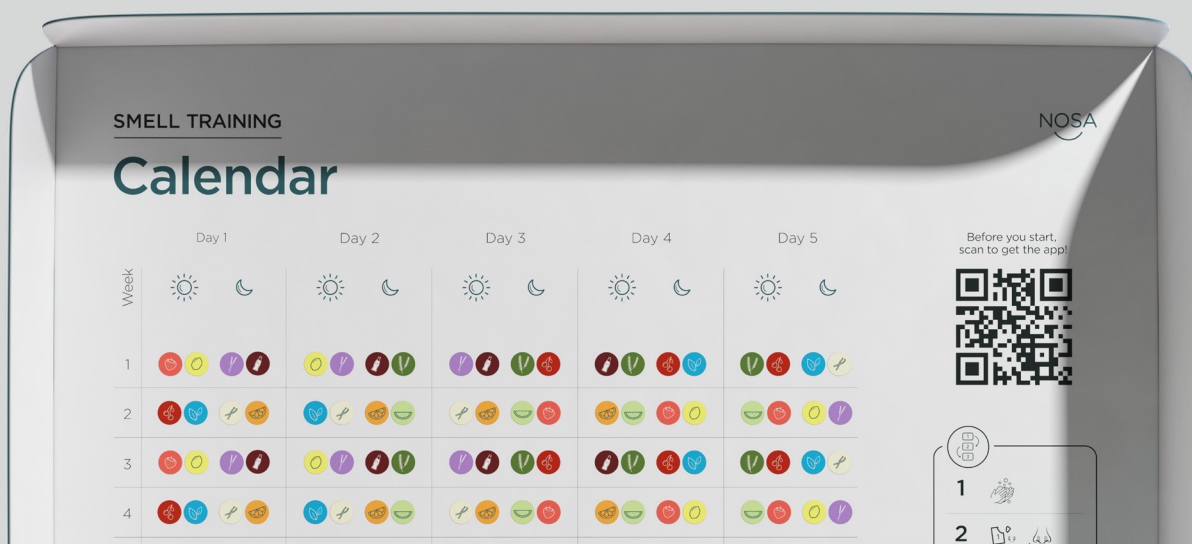 SMELL TRAINING
NOSA
Calendar
Day 1 Day 2 Day 3 Day 4 Day 5
Before you start,
scan to get the app!
Week
1
2
3
4
1
2